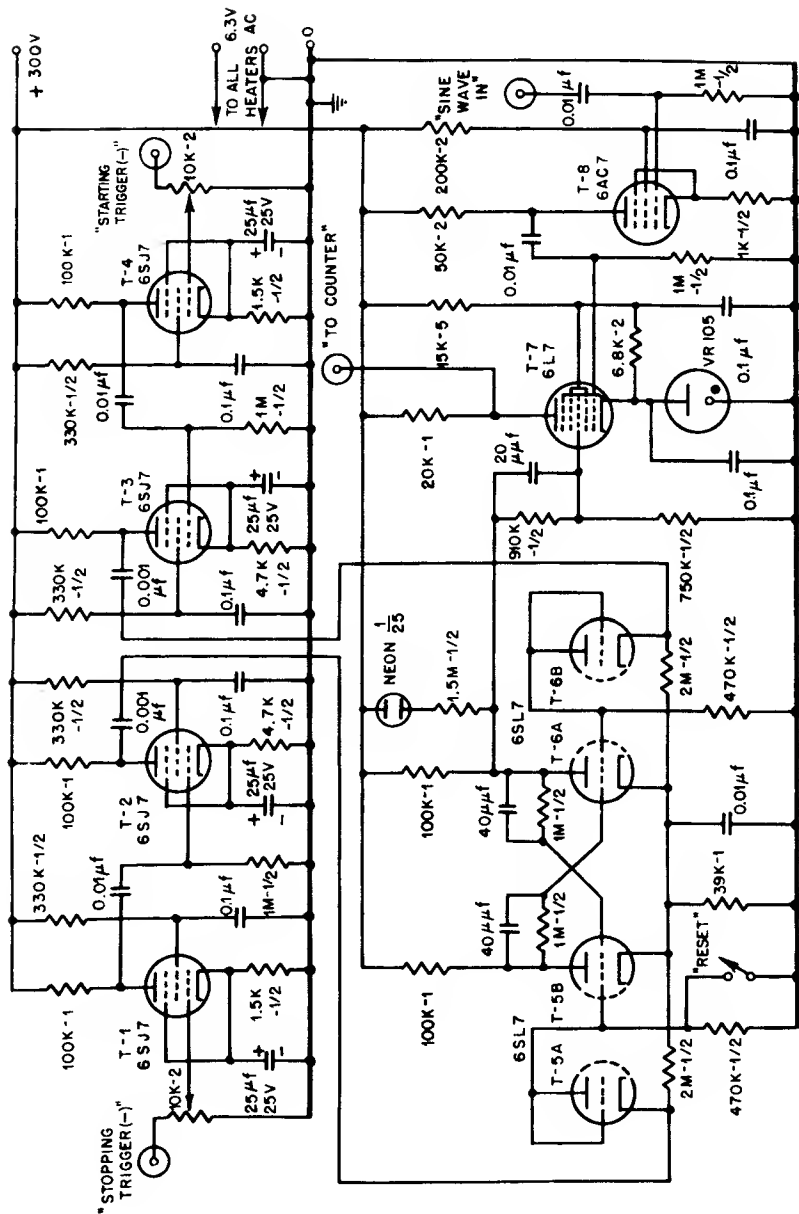 + 300V
6.3V
AC
TO ALL
HEATERS
O
100K-1
330K-1/2
0.01µf
T-1
6SJ7
"STOPPING
TRIGGER(-)"
10K-2
25µf
25V
+
-
1.5K
-1/2
0.1µf
1M-1/2
100K-1
330K
-1/2
0.001
µf
T-2
6SJ7
+
-
25µf
25V
4.7K
-1/2
0.1µf
330K
-1/2
100K-1
0.001
µf
T-3
6SJ7
0.1µf
4.7K
-1/2
25µf
25V
+
-
330K-1/2
100K-1
0.01µf
T-4
6SJ7
0.1µf
1M
-1/2
1.5K
-1/2
25µf
25V
+
-
"STARTING
TRIGGER(-)"
10K-2
"TO COUNTER"
100K-1
40µµf
1M-1/2
6SL7
T-5A
T-5B
2M-1/2
470K-1/2
"RESET"
39K-1
0.01µf
100K-1
40µµf
1M-1/2
NEON 1/25
1.5M-1/2
6SL7
T-6A
T-6B
2M-1/2
470K-1/2
910K
-1/2
20
µµf
750K-1/2
20K-1
T-7
6L7
15K-5
6.8K-2
VR105
0.1µf
0.1µf
50K-2
0.01µf
1M
-1/2
200K-2
T-8
6AC7
1K-1/2
"SINE
WAVE"
IN
0.01µf
1M
-1/2
0.1µf